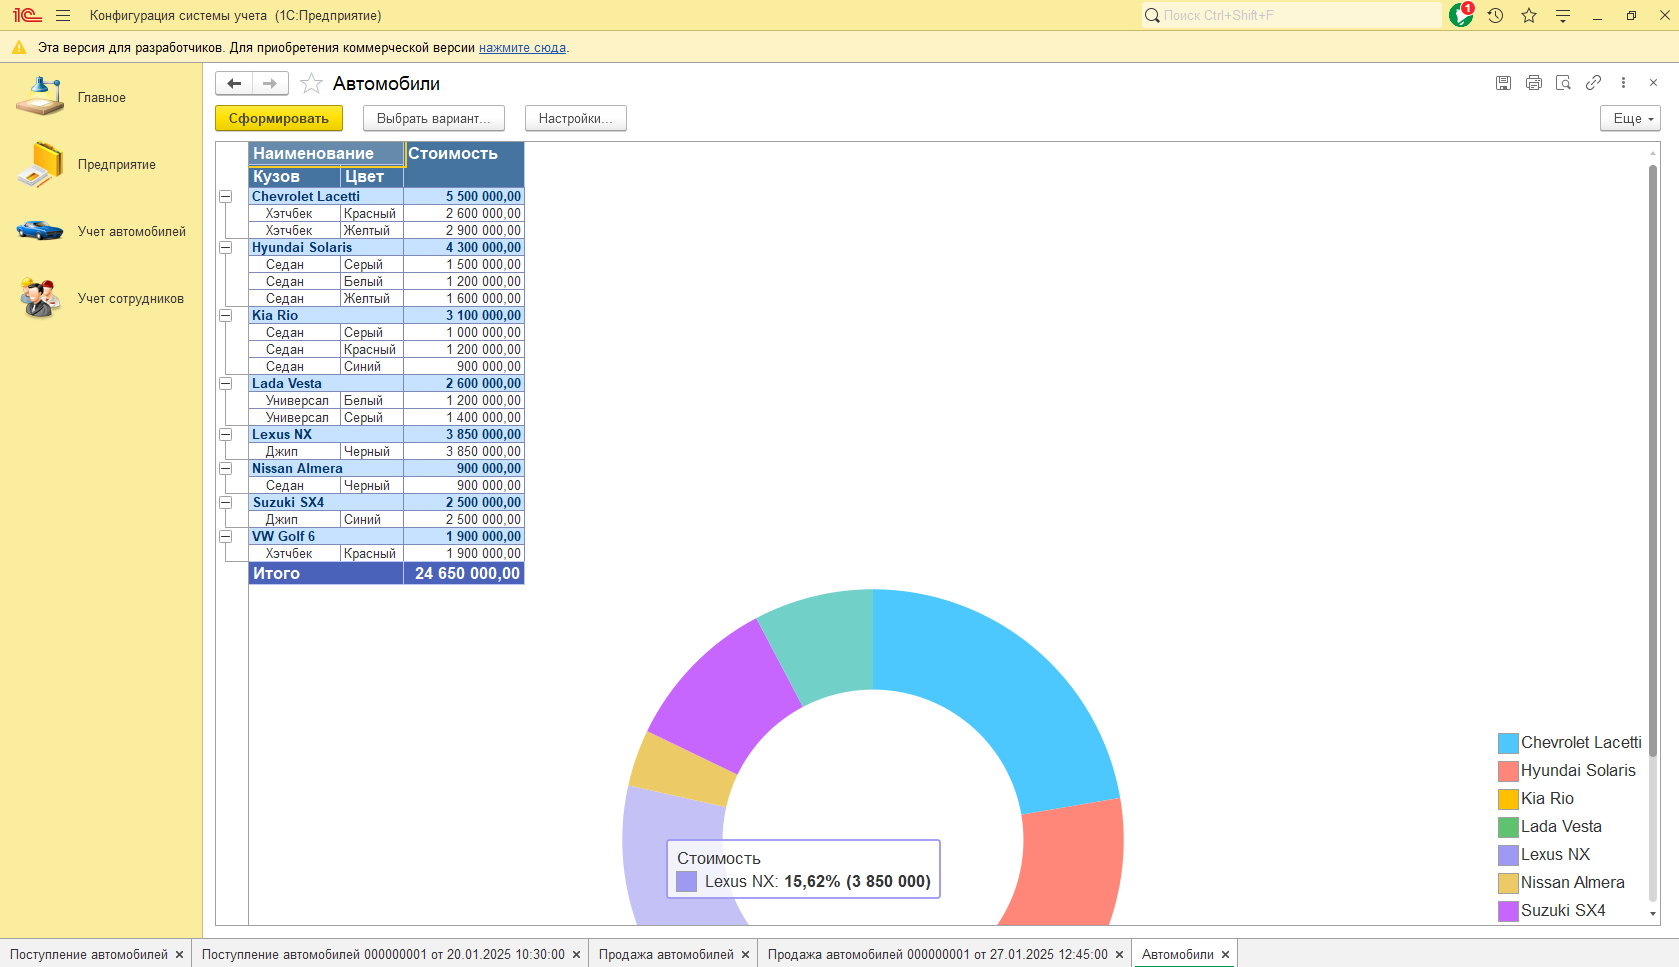 1С Конфигурация системы учета (1С:Предприятие) Поиск Ctrl+Shift+F 1
Эта версия для разработчиков. Для приобретения коммерческой версии нажмите сюда.
Главное
Предприятие
Учет автомобилей
Учет сотрудников
Автомобили
Сформировать Выбрать вариант... Настройки... Еще
Наименование Стоимость
Кузов Цвет
Chevrolet Lacetti 5 500 000,00
Хэтчбек Красный 2 600 000,00
Хэтчбек Желтый 2 900 000,00
Hyundai Solaris 4 300 000,00
Седан Серый 1 500 000,00
Седан Белый 1 200 000,00
Седан Желтый 1 600 000,00
Kia Rio 3 100 000,00
Седан Серый 1 000 000,00
Седан Красный 1 200 000,00
Седан Синий 900 000,00
Lada Vesta 2 600 000,00
Универсал Белый 1 200 000,00
Универсал Серый 1 400 000,00
Lexus NX 3 850 000,00
Джип Черный 3 850 000,00
Nissan Almera 900 000,00
Седан Черный 900 000,00
Suzuki SX4 2 500 000,00
Джип Синий 2 500 000,00
VW Golf 6 1 900 000,00
Хэтчбек Красный 1 900 000,00
Итого 24 650 000,00
Стоимость
Lexus NX: 15,62% (3 850 000)
Chevrolet Lacetti
Hyundai Solaris
Kia Rio
Lada Vesta
Lexus NX
Nissan Almera
Suzuki SX4
Поступление автомобилей Поступление автомобилей 000000001 от 20.01.2025 10:30:00 Продажа автомобилей Продажа автомобилей 000000001 от 27.01.2025 12:45:00 Автомобили